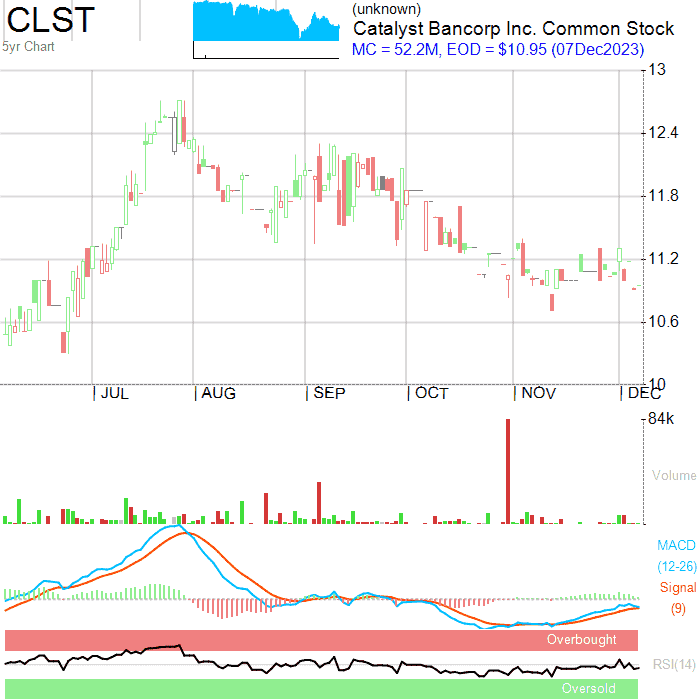 CLST
5yr Chart
(unknown)
Catalyst Bancorp Inc. Common Stock
MC = 52.2M, EOD = $10.95 (07Dec2023)
13
12.4
11.8
11.2
10.6
10
JUL AUG SEP OCT NOV DEC
84k
Volume
MACD
(12-26)
Signal
(9)
Overbought
RSI(14)
Oversold